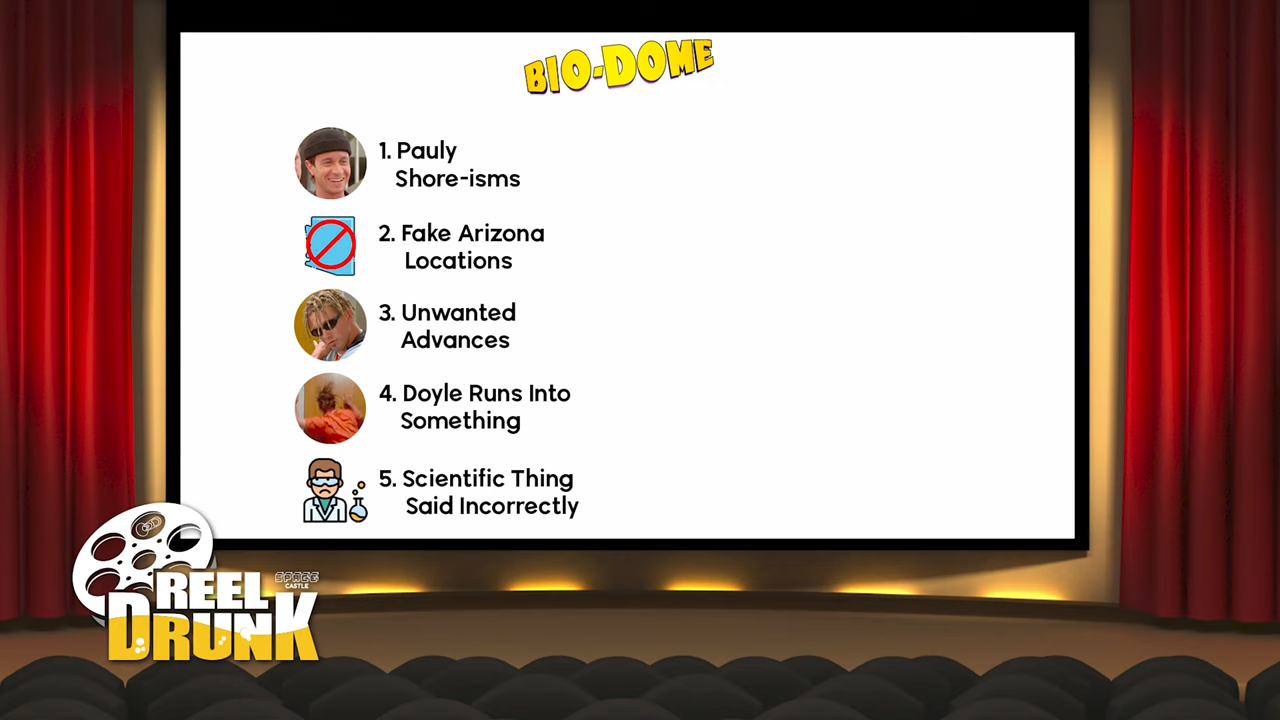 BIO-DOME
1. Pauly
Shore-isms
2. Fake Arizona
Locations
3. Unwanted
Advances
4. Doyle Runs Into
Something
5. Scientific Thing
Said Incorrectly
REEL
SPACE
CASTLE
DRUNK